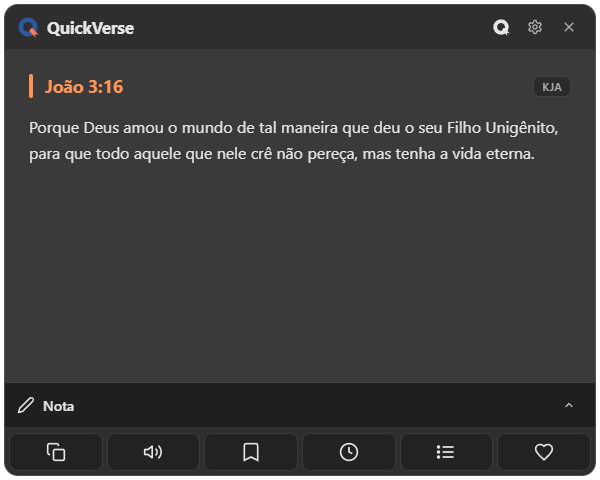 QuickVerse
João 3:16
KJA
Porque Deus amou o mundo de tal maneira que deu o seu Filho Unigênito,
para que todo aquele que nele crê não pereça, mas tenha a vida eterna.
Nota